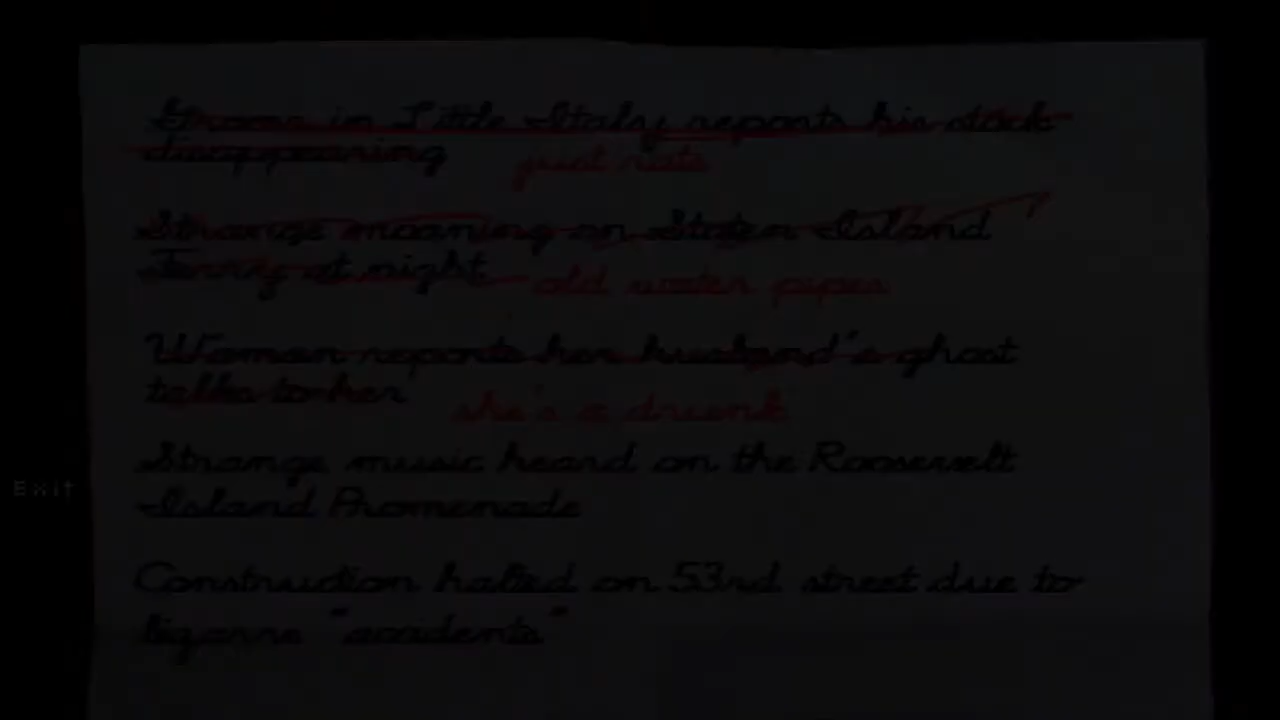 in Little Italy reports his stock
disappearing
just rats
Strange moaning on Staten Island
Ferry at night
old water pipes
Woman reports her husband's ghost
talks to her
she's a drunk
Strange music heard on the Roosevelt
Island Promenade
Exit
Construction halted on 53rd street due to
bizarre "accidents"